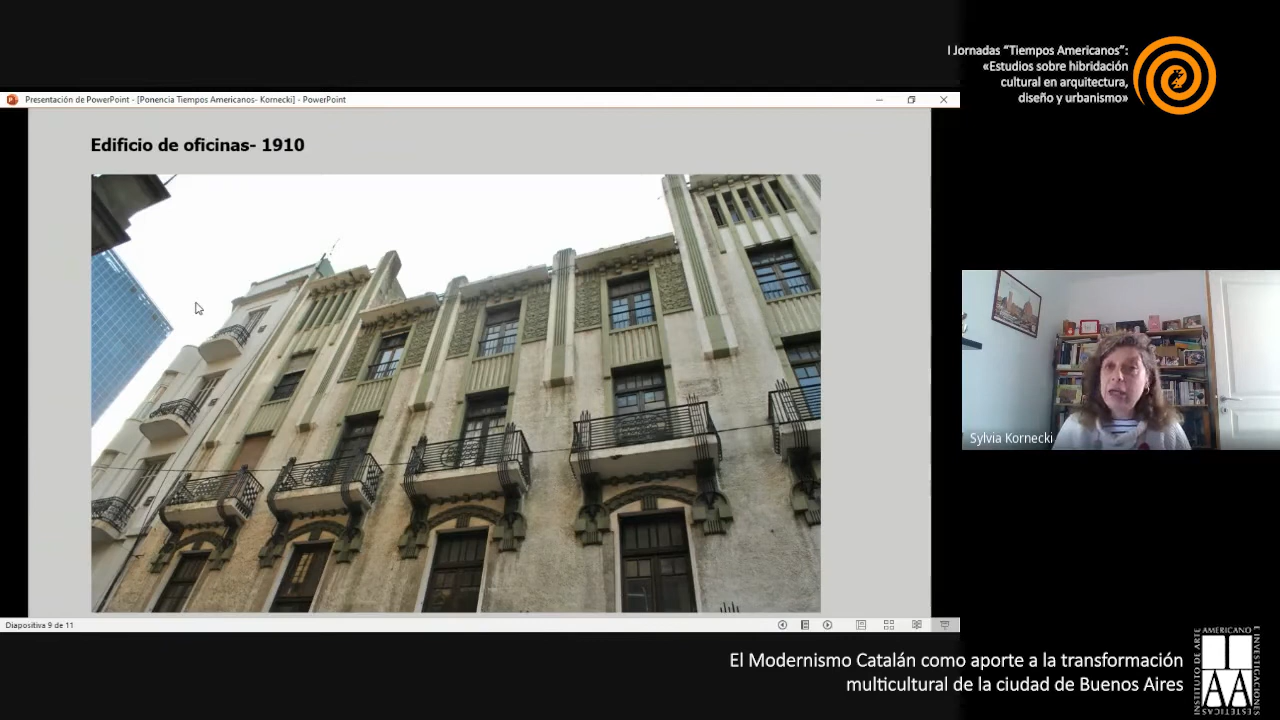 I Jornadas “Tiempos Americanos”:
«Estudios sobre hibridación
cultural en arquitectura,
diseño y urbanismo»
Presentación de PowerPoint - [Ponencia Tiempos Americanos- Kornecki] - PowerPoint
Edificio de oficinas- 1910
Sylvia Kornecki
Diapositiva 9 de 11
El Modernismo Catalán como aporte a la transformación
multicultural de la ciudad de Buenos Aires
INSTITUTO DE ARTE
AMERICANO
E INVESTIGACIONES
ESTÉTICAS
IAA